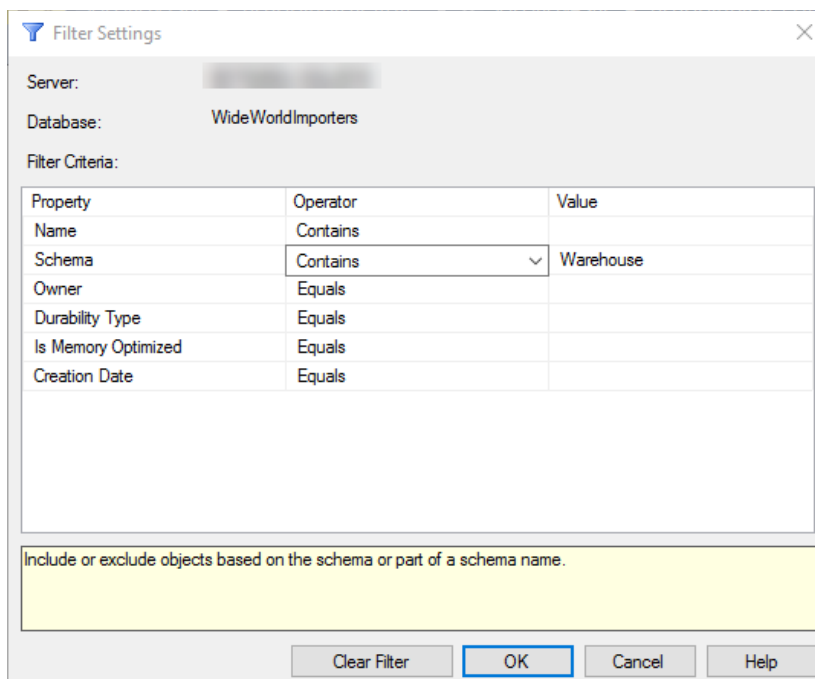 Filter Settings
Server:
Database: WideWorldImporters
Filter Criteria:
Property Operator Value
Name Contains
Schema Contains Warehouse
Owner Equals
Durability Type Equals
Is Memory Optimized Equals
Creation Date Equals
Include or exclude objects based on the schema or part of a schema name.
Clear Filter OK Cancel Help